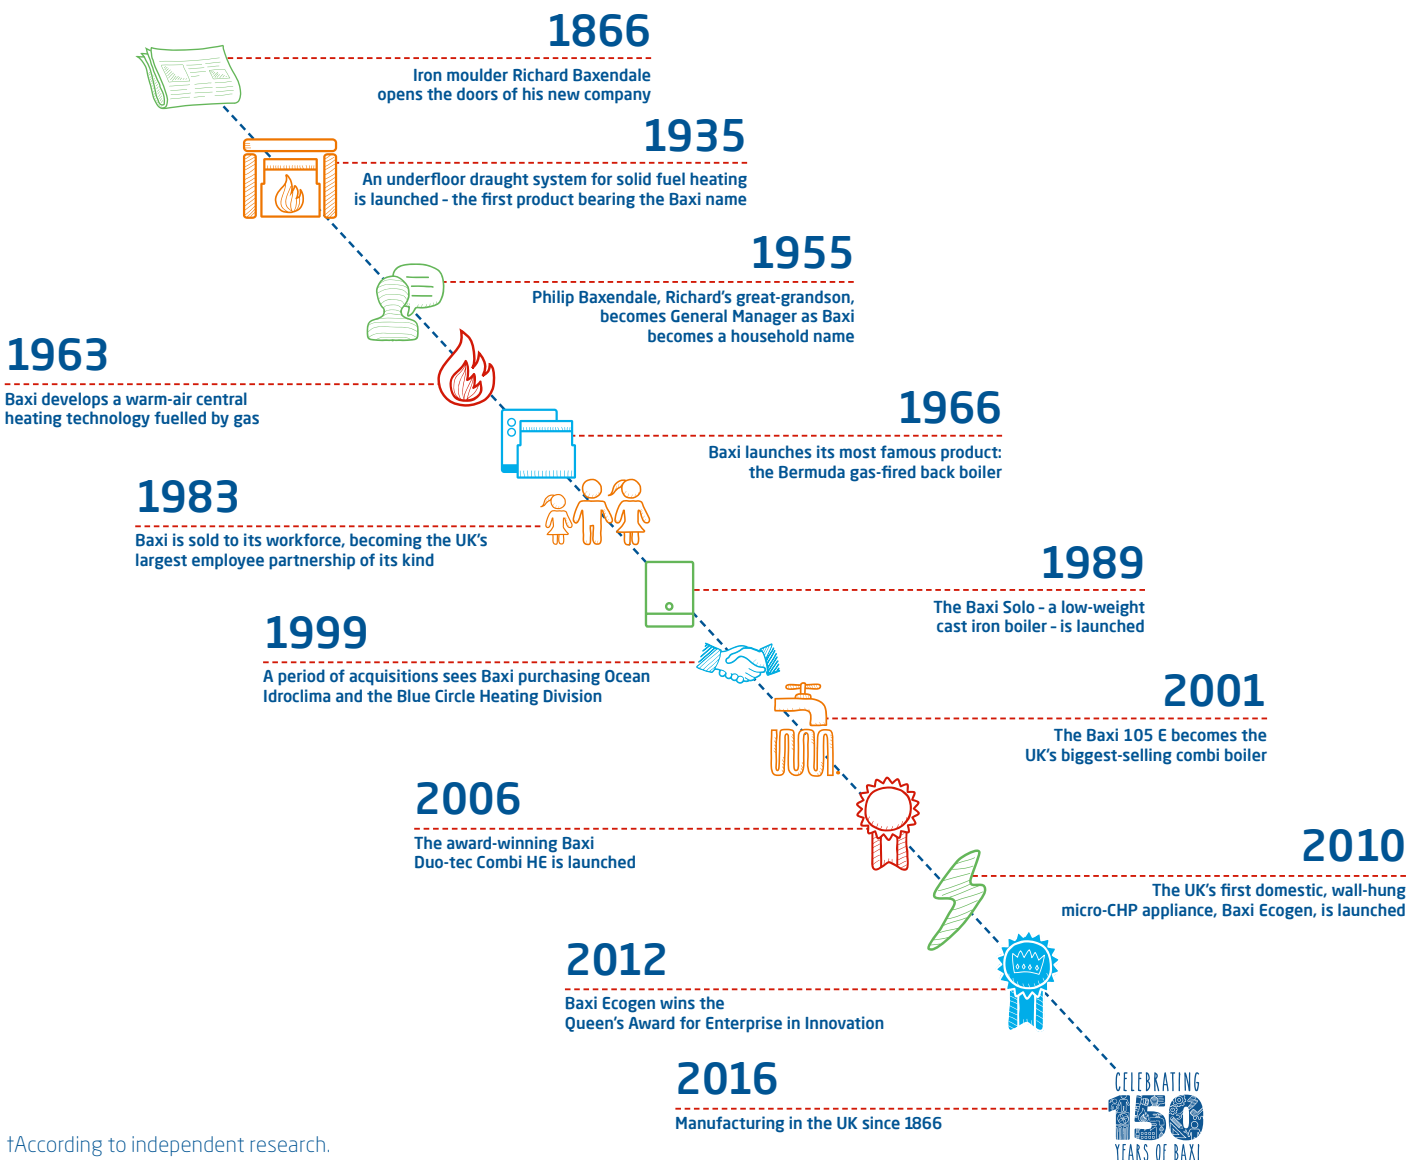 1866
Iron moulder Richard Baxendale
opens the doors of his new company
1935
An underfloor draught system for solid fuel heating
is launched – the first product bearing the Baxi name
1955
Philip Baxendale, Richard's great-grandson,
becomes General Manager as Baxi
becomes a household name
1963
Baxi develops a warm-air central
heating technology fuelled by gas
1966
Baxi launches its most famous product:
the Bermuda gas-fired back boiler
1983
Baxi is sold to its workforce, becoming the UK's
largest employee partnership of its kind
1989
The Baxi Solo – a low-weight
cast iron boiler – is launched
1999
A period of acquisitions sees Baxi purchasing Ocean
Idroclima and the Blue Circle Heating Division
2001
The Baxi 105 E becomes the
UK's biggest-selling combi boiler
2006
The award-winning Baxi
Duo-tec Combi HE is launched
2010
The UK's first domestic, wall-hung
micro-CHP appliance, Baxi Ecogen, is launched
2012
Baxi Ecogen wins the
Queen's Award for Enterprise in Innovation
2016
Manufacturing in the UK since 1866
CELEBRATING
150
YEARS OF BAXI
†According to independent research.